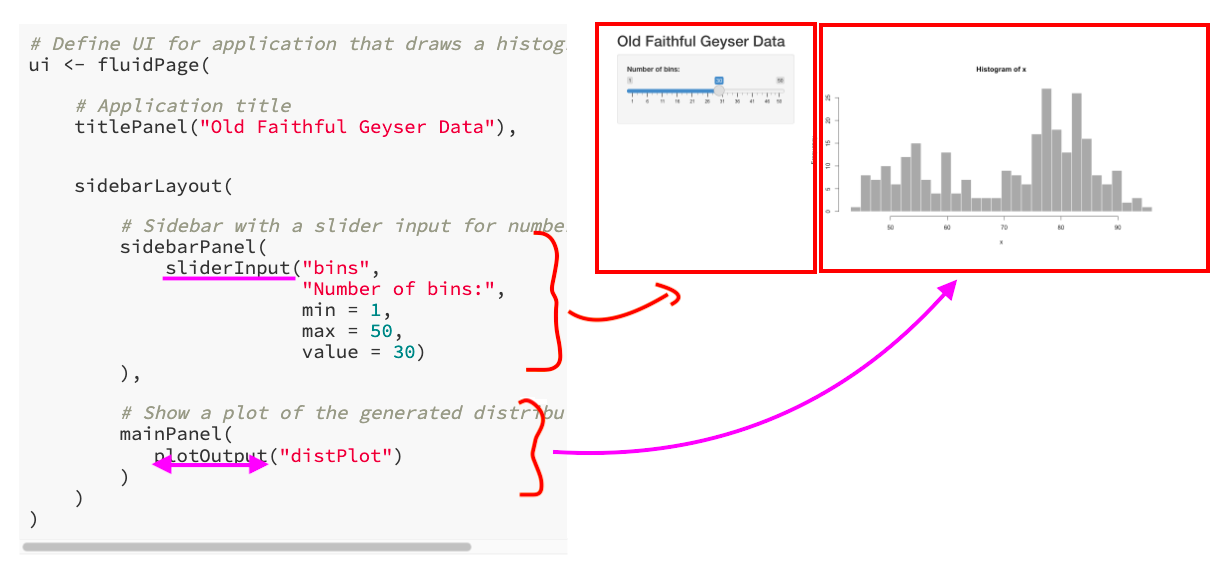 # Define UI for application that draws a histog
ui <- fluidPage(
# Application title
titlePanel("Old Faithful Geyser Data"),
sidebarLayout(
# Sidebar with a slider input for numbe
sidebarPanel(
sliderInput("bins",
"Number of bins:",
min = 1,
max = 50,
value = 30)
),
# Show a plot of the generated distribu
mainPanel(
plotOutput("distPlot")
)
)
)
Old Faithful Geyser Data
Number of bins:
1 30 50
1 6 11 16 21 26 31 36 41 46 50
Histogram of x
25
20
15
10
5
0
50 60 70 80 90
x